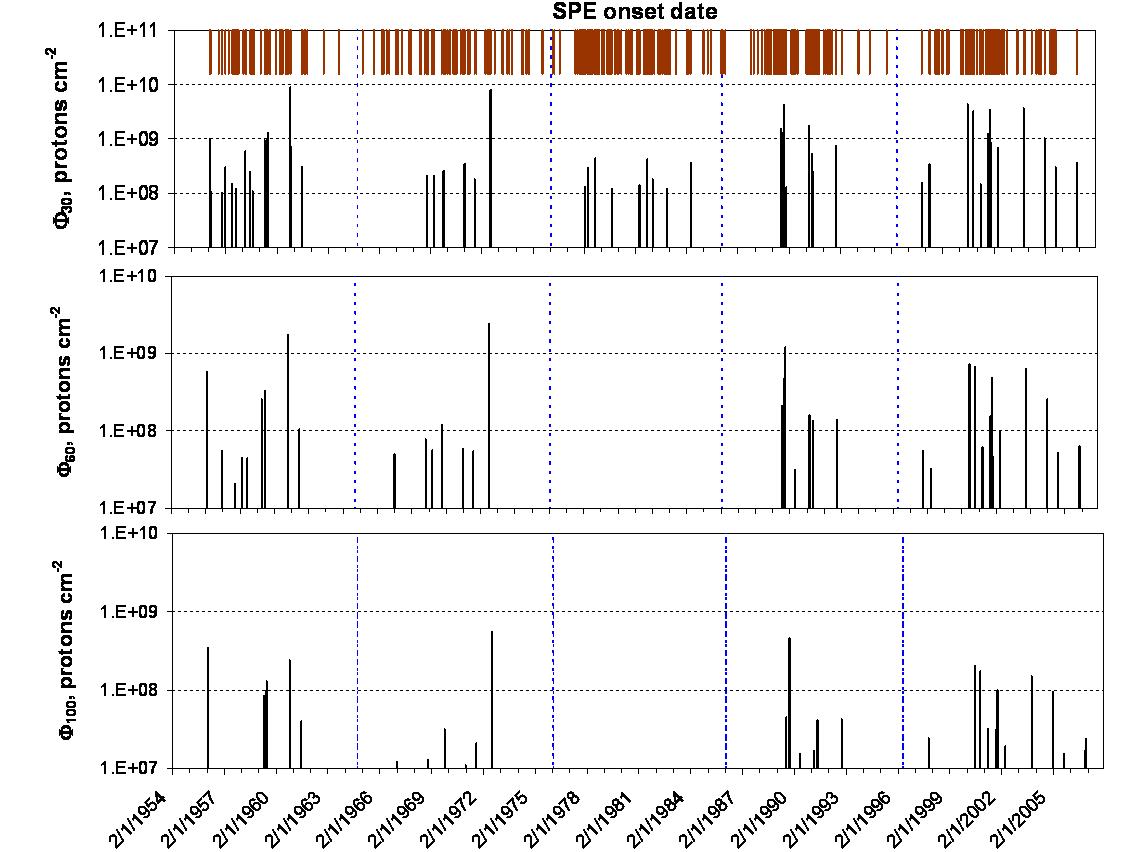 SPE onset date
Φ30, protons cm-2
1.E+11
1.E+10
1.E+09
1.E+08
1.E+07
Φ60, protons cm-2
1.E+10
1.E+09
1.E+08
1.E+07
Φ100, protons cm-2
1.E+10
1.E+09
1.E+08
1.E+07
2/1/1954
2/1/1957
2/1/1960
2/1/1963
2/1/1966
2/1/1969
2/1/1972
2/1/1975
2/1/1978
2/1/1981
2/1/1984
2/1/1987
2/1/1990
2/1/1993
2/1/1996
2/1/1999
2/1/2002
2/1/2005